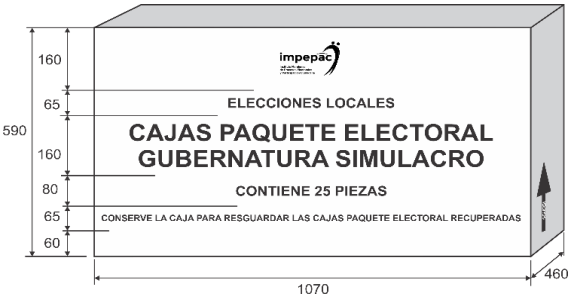 impepac
160
ELECCIONES LOCALES
65
CAJAS PAQUETE ELECTORAL
590
160
GUBERNATURA SIMULACRO
80
CONTIENE 25 PIEZAS
65
CONSERVE LA CAJA PARA RESGUARDAR LAS CAJAS PAQUETE ELECTORAL RECUPERADAS
60
460
1070